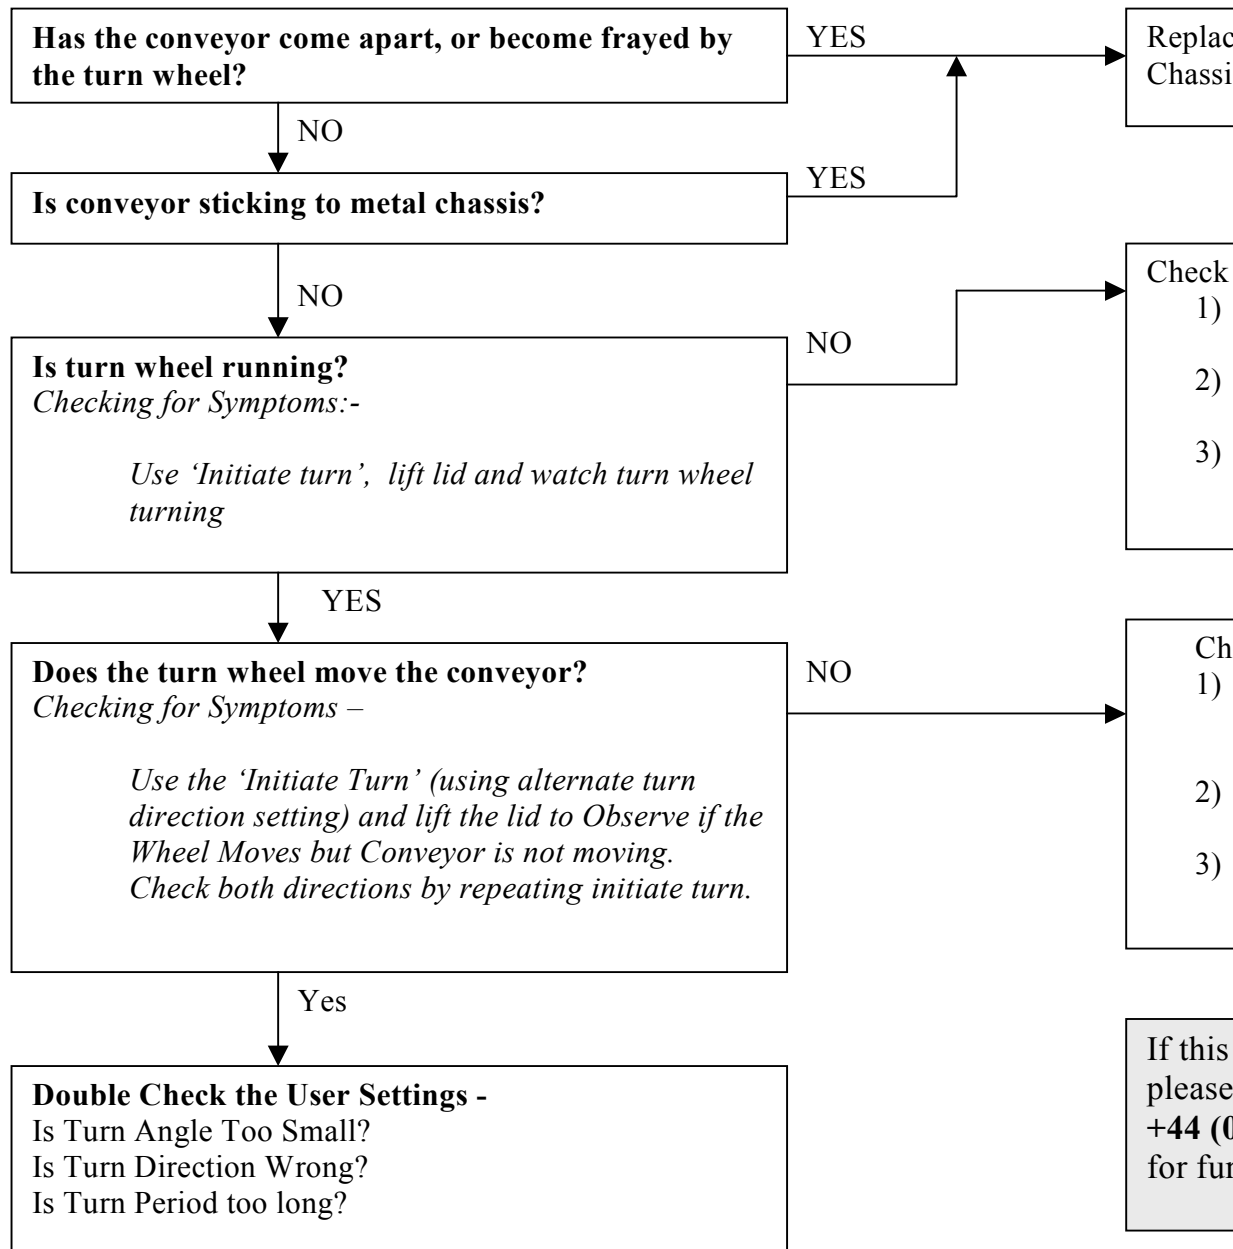 Has the conveyor come apart, or become frayed by
the turn wheel?
YES
NO
Is conveyor sticking to metal chassis?
YES
NO
Is turn wheel running?
Checking for Symptoms:-
Use ‘Initiate turn’, lift lid and watch turn wheel
turning
NO
YES
Does the turn wheel move the conveyor?
Checking for Symptoms –
Use the ‘Initiate Turn’ (using alternate turn
direction setting) and lift the lid to Observe if the
Wheel Moves but Conveyor is not moving.
Check both directions by repeating initiate turn.
NO
Yes
Double Check the User Settings -
Is Turn Angle Too Small?
Is Turn Direction Wrong?
Is Turn Period too long?
Replac
Chassi
Check
1)
2)
3)
Ch
1)
2)
3)
If this
please
+44 (0
for fur